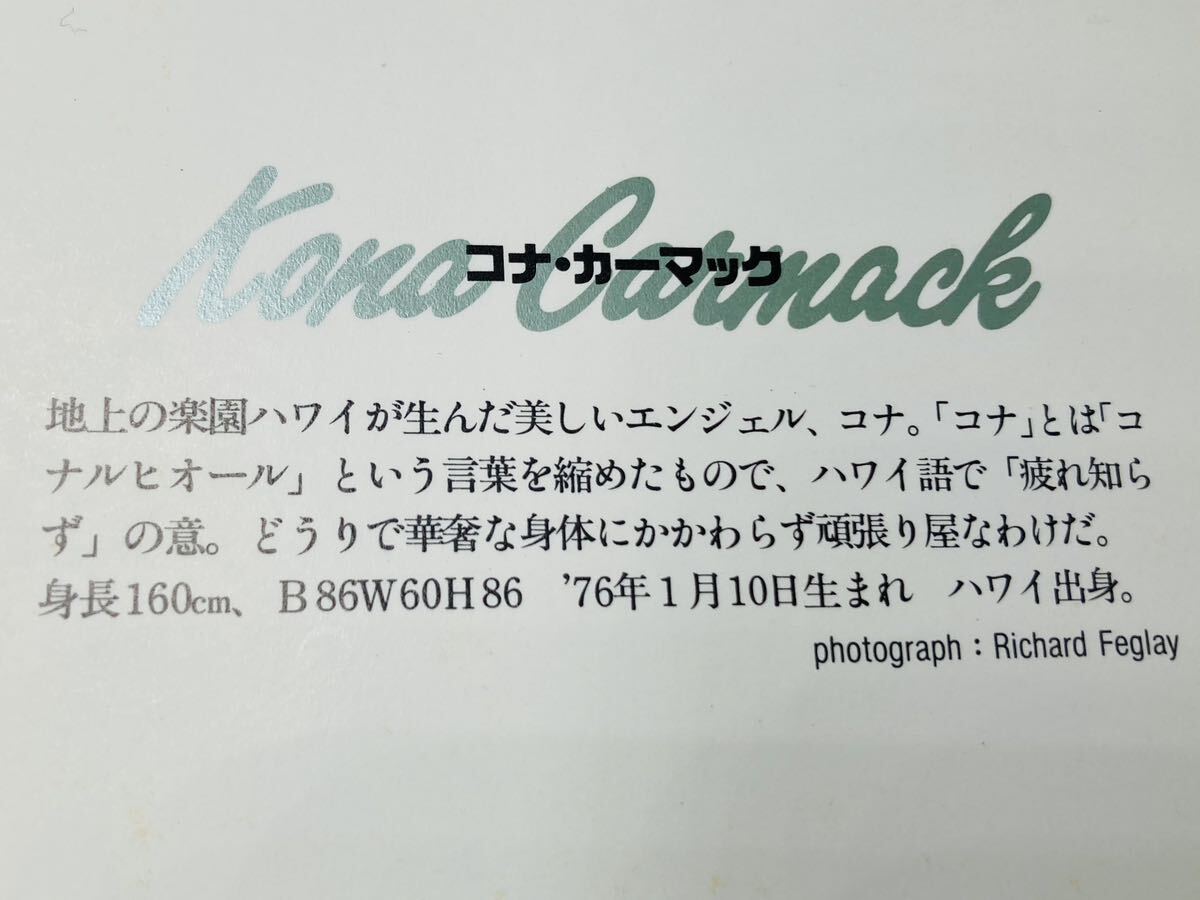 Kona Carmack
コナ・カーマック
地上の楽園ハワイが生んだ美しいエンジェル、コナ。「コナ」とは「コ
ナルヒオール」という言葉を縮めたもので、ハワイ語で「疲れ知ら
ず」の意。どうりで華奢な身体にかかわらず頑張り屋なわけだ。
身長160cm、B86W60H86　'76年1月10日生まれ　ハワイ出身。
photograph：Richard Feglay